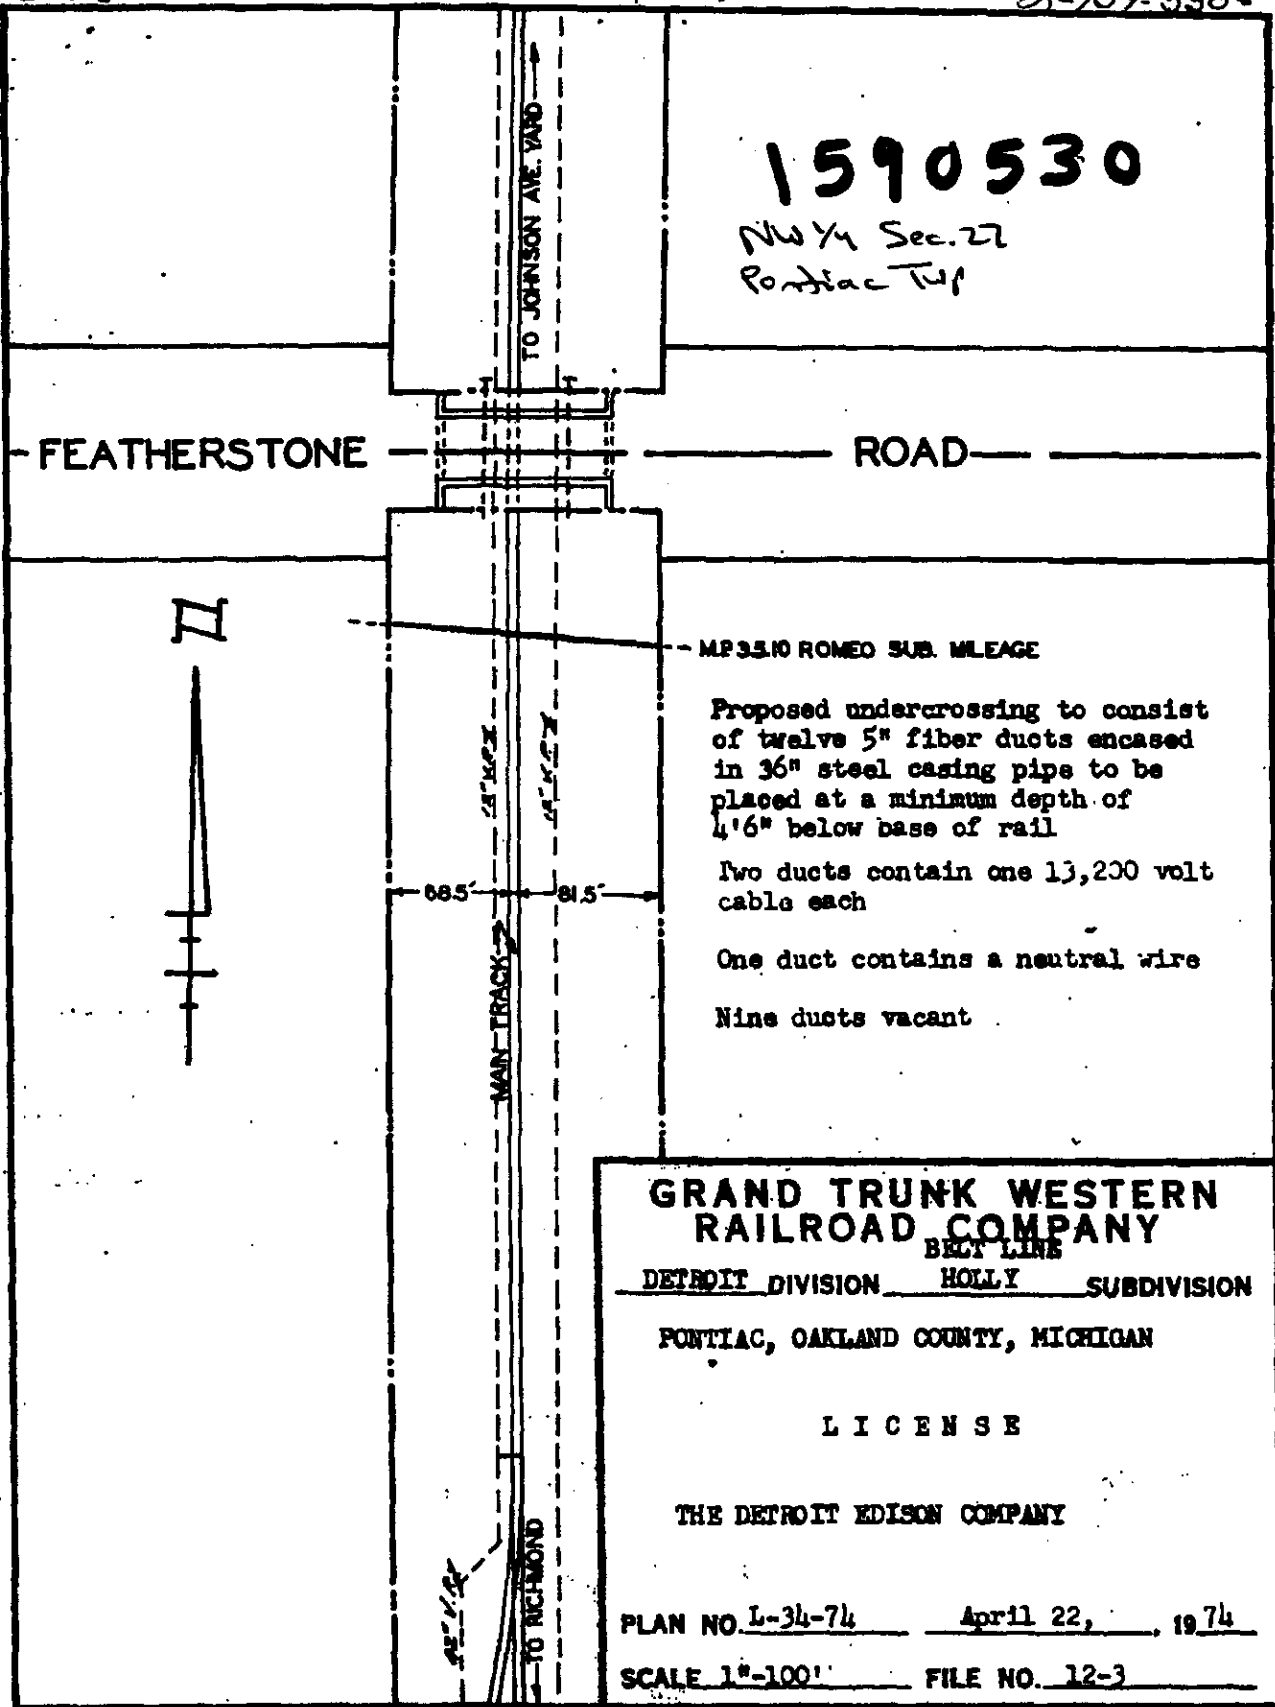 1590530
NW 1/4 Sec. 27
Pontiac Twp
TO JOHNSON AVE. YARD
FEATHERSTONE ROAD
M.P 35.10 ROMEO SUB. MILEAGE
Proposed undercrossing to consist
of twelve 5" fiber ducts encased
in 36" steel casing pipe to be
placed at a minimum depth of
4'6" below base of rail
Two ducts contain one 13,200 volt
cable each
One duct contains a neutral wire
Nine ducts vacant
68.5' 81.5'
MAIN TRACK
TO RICHMOND
GRAND TRUNK WESTERN
RAILROAD COMPANY
BELT LINE
DETROIT DIVISION HOLLY SUBDIVISION
PONTIAC, OAKLAND COUNTY, MICHIGAN
LICENSE
THE DETROIT EDISON COMPANY
PLAN NO. L-34-74 April 22, 1974
SCALE 1"-100' FILE NO. 12-3